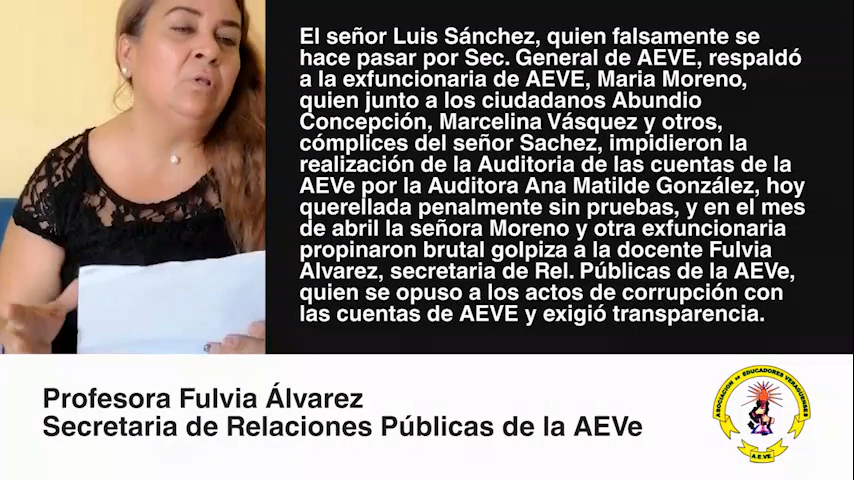 El señor Luis Sánchez, quien falsamente se
hace pasar por Sec. General de AEVE, respaldó
a la exfuncionaria de AEVE, Maria Moreno,
quien junto a los ciudadanos Abundio
Concepción, Marcelina Vásquez y otros,
cómplices del señor Sachez, impidieron la
realización de la Auditoria de las cuentas de la
AEVe por la Auditora Ana Matilde González, hoy
querellada penalmente sin pruebas, y en el mes
de abril la señora Moreno y otra exfuncionaria
propinaron brutal golpiza a la docente Fulvia
Alvarez, secretaria de Rel. Públicas de la AEVe,
quien se opuso a los actos de corrupción con
las cuentas de AEVE y exigió transparencia.
Profesora Fulvia Álvarez
Secretaria de Relaciones Públicas de la AEVe
ASOCIACION DE EDUCADORES VERAGÜENSES
A.E.VE.